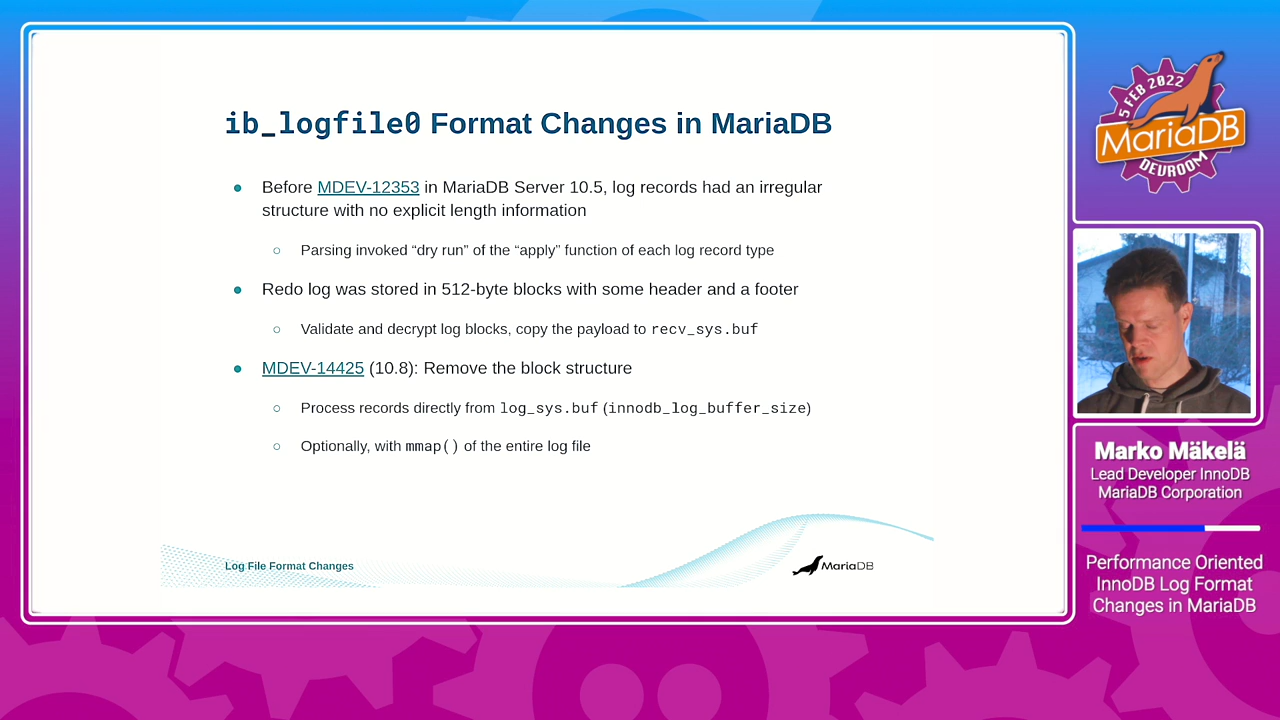 ib_logfile0 Format Changes in MariaDB
Before MDEV-12353 in MariaDB Server 10.5, log records had an irregular
structure with no explicit length information
Parsing invoked “dry run” of the “apply” function of each log record type
Redo log was stored in 512-byte blocks with some header and a footer
Validate and decrypt log blocks, copy the payload to recv_sys.buf
MDEV-14425 (10.8): Remove the block structure
Process records directly from log_sys.buf (innodb_log_buffer_size)
Optionally, with mmap() of the entire log file
Log File Format Changes
MariaDB
5 FEB 2022
MariaDB
DEVROOM
Marko Mäkelä
Lead Developer InnoDB
MariaDB Corporation
Performance Oriented
InnoDB Log Format
Changes in MariaDB